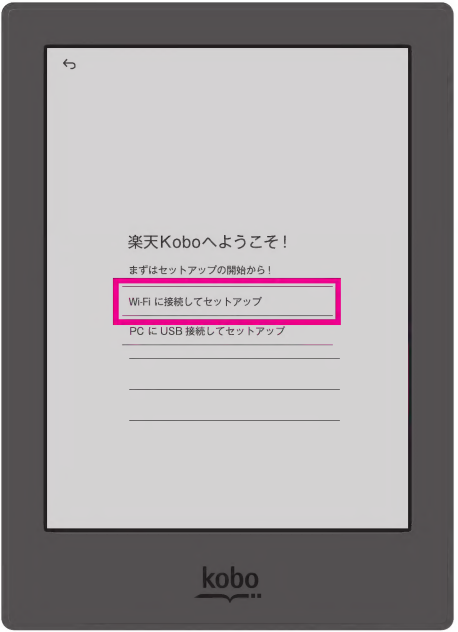 楽天Koboへようこそ！
まずはセットアップの開始から！
Wi-Fi に接続してセットアップ
PC に USB 接続してセットアップ
kobo